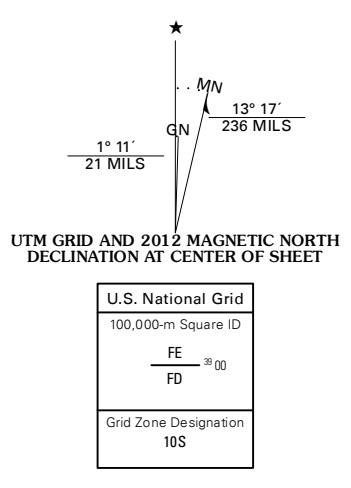 ★
MN
GN
13° 17´
236 MILS
1° 11´
21 MILS
UTM GRID AND 2012 MAGNETIC NORTH
DECLINATION AT CENTER OF SHEET
U.S. National Grid
100,000-m Square ID
FE
39 00
FD
Grid Zone Designation
10S